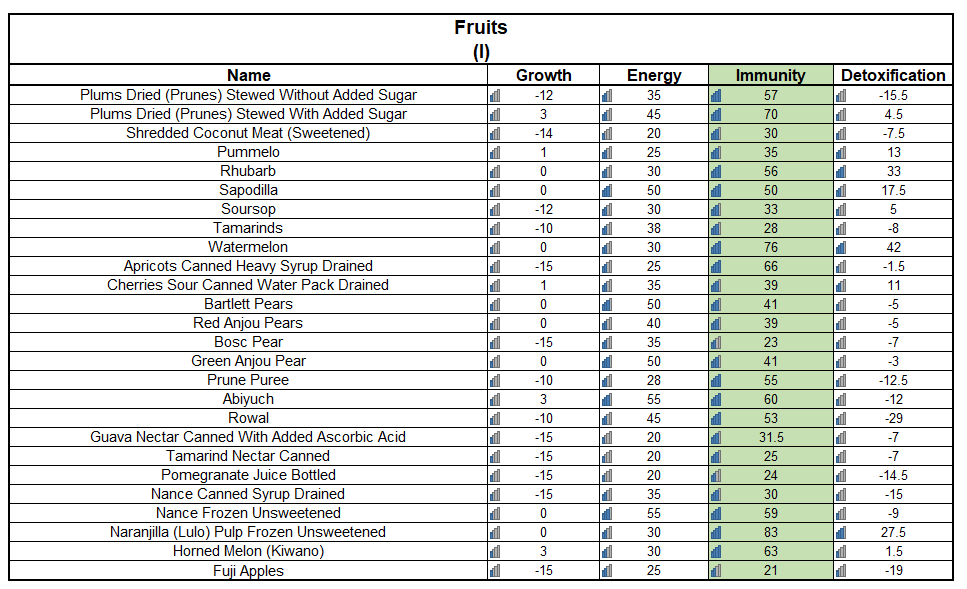 Fruits
(I)
Name Growth Energy Immunity Detoxification
Plums Dried (Prunes) Stewed Without Added Sugar -12 35 57 -15.5
Plums Dried (Prunes) Stewed With Added Sugar 3 45 70 4.5
Shredded Coconut Meat (Sweetened) -14 20 30 -7.5
Pummelo 1 25 35 13
Rhubarb 0 30 56 33
Sapodilla 0 50 50 17.5
Soursop -12 30 33 5
Tamarinds -10 38 28 -8
Watermelon 0 30 76 42
Apricots Canned Heavy Syrup Drained -15 25 66 -1.5
Cherries Sour Canned Water Pack Drained 1 35 39 11
Bartlett Pears 0 50 41 -5
Red Anjou Pears 0 40 39 -5
Bosc Pear -15 35 23 -7
Green Anjou Pear 0 50 41 -3
Prune Puree -10 28 55 -12.5
Abiyuch 3 55 60 -12
Rowal -10 45 53 -29
Guava Nectar Canned With Added Ascorbic Acid -15 20 31.5 -7
Tamarind Nectar Canned -15 20 25 -7
Pomegranate Juice Bottled -15 20 24 -14.5
Nance Canned Syrup Drained -15 35 30 -15
Nance Frozen Unsweetened 0 55 59 -9
Naranjilla (Lulo) Pulp Frozen Unsweetened 0 30 83 27.5
Horned Melon (Kiwano) 3 30 63 1.5
Fuji Apples -15 25 21 -19